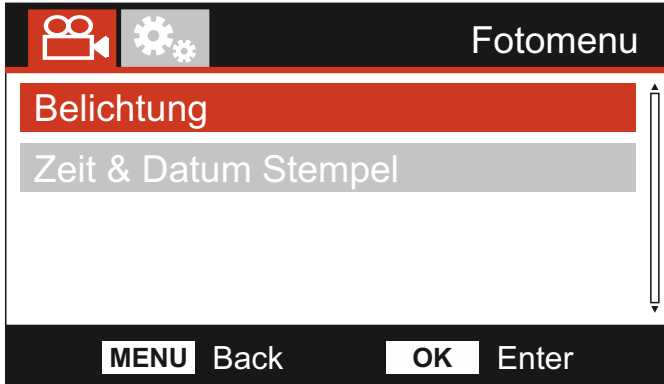 Fotomenu
Belichtung
Zeit & Datum Stempel
MENU Back OK Enter